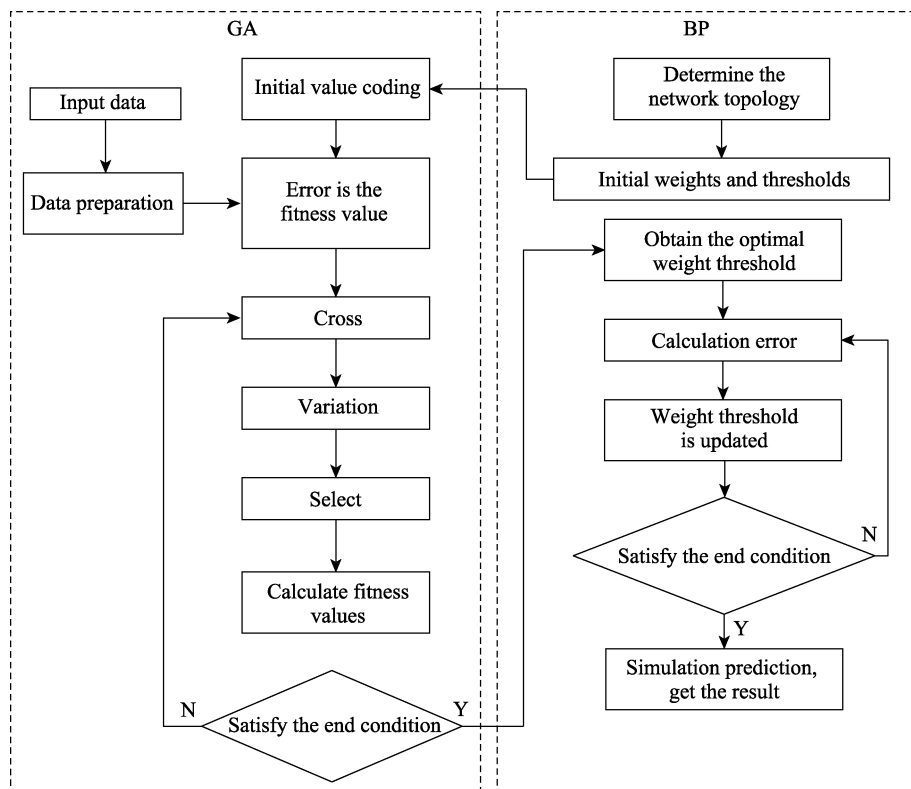 GA
Input data
Data preparation
Initial value coding
Error is the
fitness value
Cross
Variation
Select
Calculate fitness
values
Satisfy the end condition
N
Y
BP
Determine the
network topology
Initial weights and thresholds
Obtain the optimal
weight threshold
Calculation error
Weight threshold
is updated
Satisfy the end condition
N
Y
Simulation prediction,
get the result